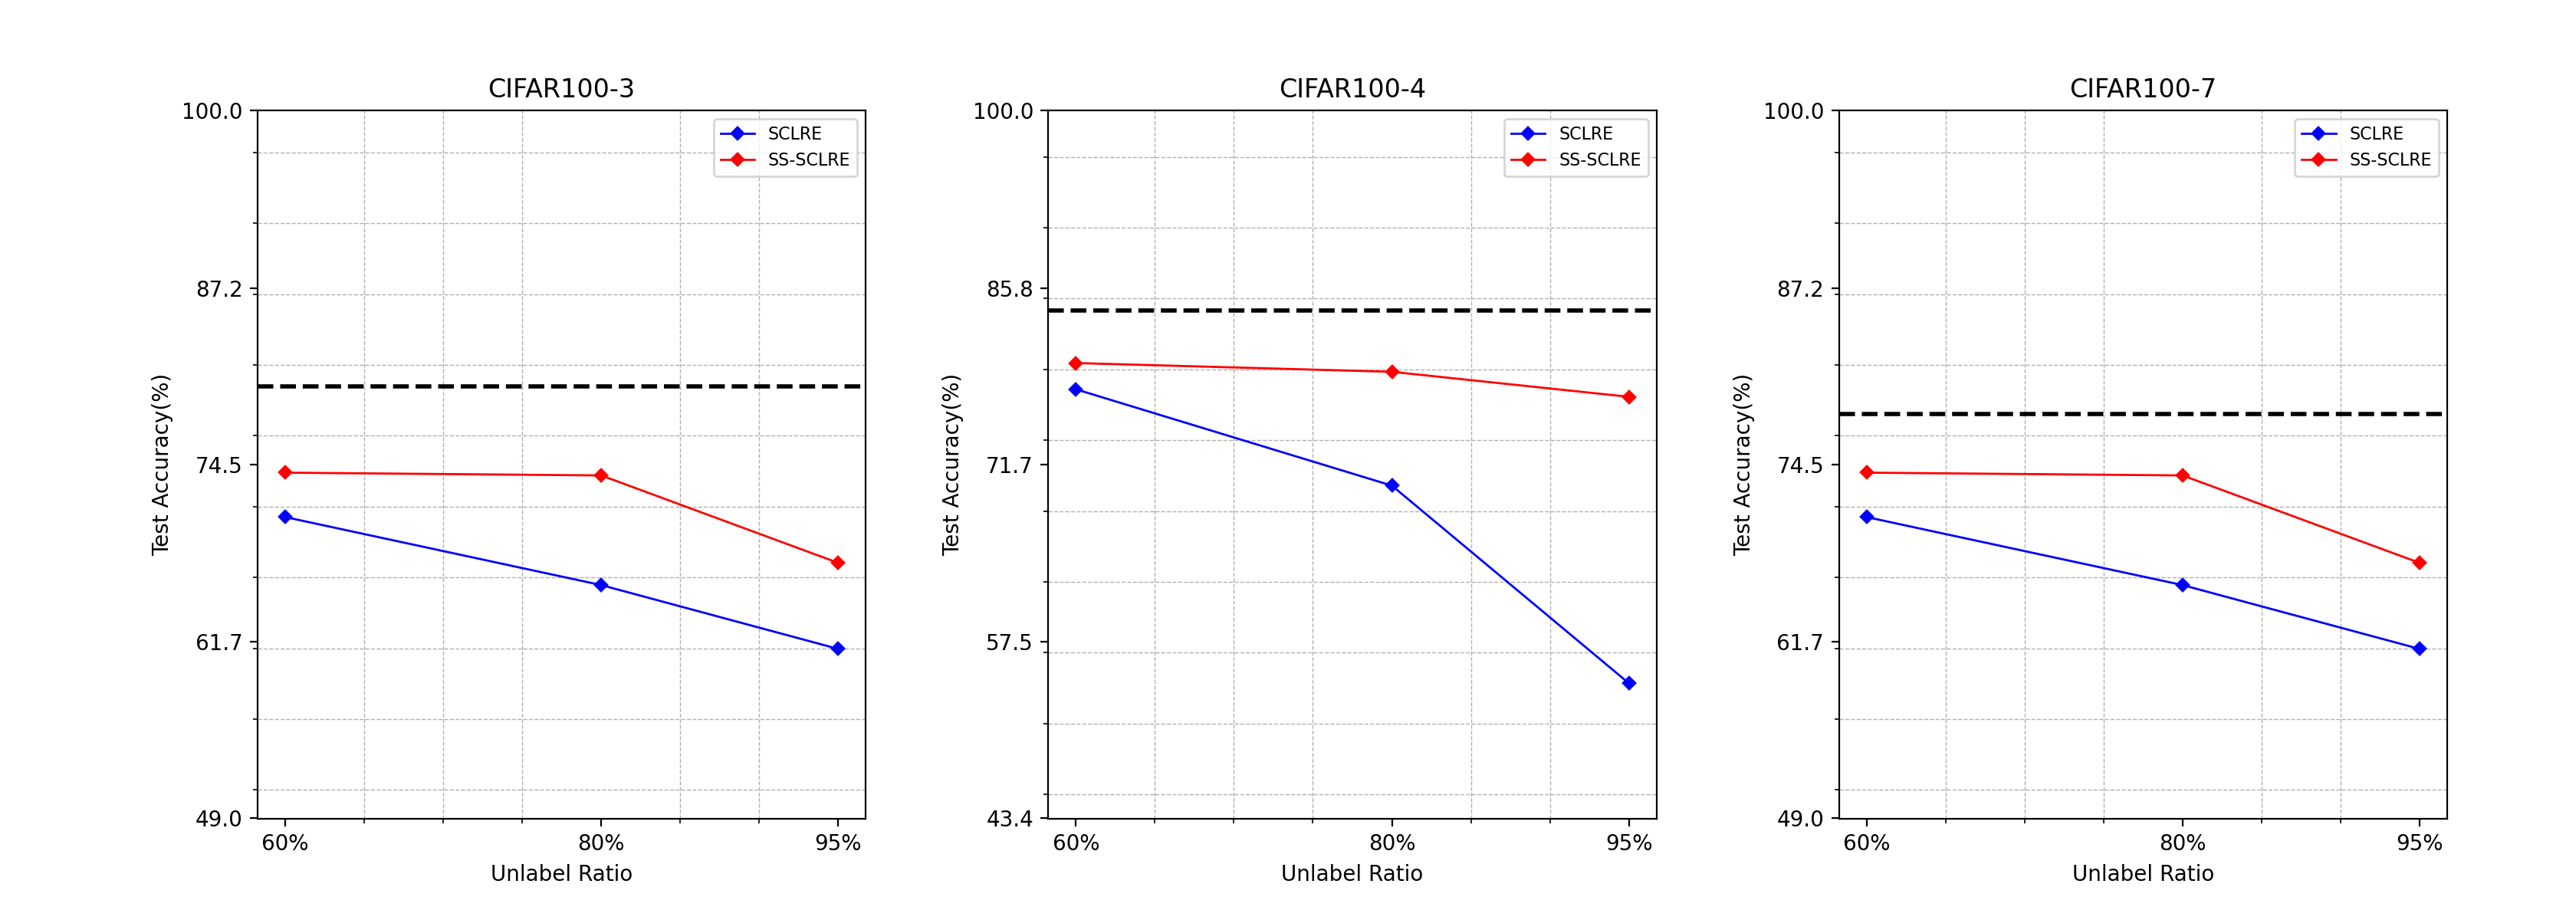 CIFAR100-3
100.0
87.2
74.5
61.7
49.0
Test Accuracy(%)
SCLRE
SS-SCLRE
60%
80%
95%
Unlabel Ratio
CIFAR100-4
100.0
85.8
71.7
57.5
43.4
Test Accuracy(%)
SCLRE
SS-SCLRE
60%
80%
95%
Unlabel Ratio
CIFAR100-7
100.0
87.2
74.5
61.7
49.0
Test Accuracy(%)
SCLRE
SS-SCLRE
60%
80%
95%
Unlabel Ratio